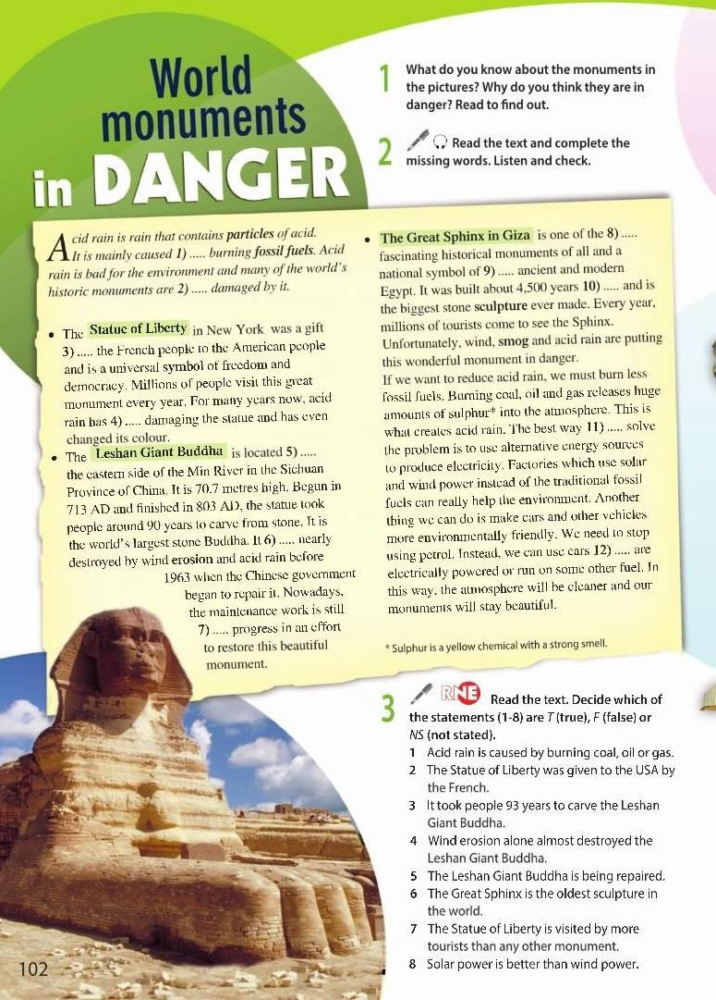 World
monuments
in DANGER
1 What do you know about the monuments in
the pictures? Why do you think they are in
danger? Read to find out.
2 Read the text and complete the
missing words. Listen and check.
Acid rain is rain that contains particles of acid.
It is mainly caused 1) ..... burning fossil fuels. Acid
rain is bad for the environment and many of the world's
historic monuments are 2) ..... damaged by it.
• The Statue of Liberty in New York was a gift
3) ..... the French people to the American people
and is a universal symbol of freedom and
democracy. Millions of people visit this great
monument every year. For many years now, acid
rain has 4) ..... damaging the statue and has even
changed its colour.
• The Leshan Giant Buddha is located 5) .....
the eastern side of the Min River in the Sichuan
Province of China. It is 70.7 metres high. Begun in
713 AD and finished in 803 AD, the statue took
people around 90 years to carve from stone. It is
the world's largest stone Buddha. It 6) ..... nearly
destroyed by wind erosion and acid rain before
1963 when the Chinese government
began to repair it. Nowadays,
the maintenance work is still
7) ..... progress in an effort
to restore this beautiful
monument.
• The Great Sphinx in Giza is one of the 8) .....
fascinating historical monuments of all and a
national symbol of 9) ..... ancient and modern
Egypt. It was built about 4,500 years 10) ..... and is
the biggest stone sculpture ever made. Every year,
millions of tourists come to see the Sphinx.
Unfortunately, wind, smog and acid rain are putting
this wonderful monument in danger.
If we want to reduce acid rain, we must burn less
fossil fuels. Burning coal, oil and gas releases huge
amounts of sulphur* into the atmosphere. This is
what creates acid rain. The best way 11) ..... solve
the problem is to use alternative energy sources
to produce electricity. Factories which use solar
and wind power instead of the traditional fossil
fuels can really help the environment. Another
thing we can do is make cars and other vehicles
more environmentally friendly. We need to stop
using petrol. Instead, we can use cars 12) ..... are
electrically powered or run on some other fuel. In
this way, the atmosphere will be cleaner and our
monuments will stay beautiful.
* Sulphur is a yellow chemical with a strong smell.
3 RNE Read the text. Decide which of
the statements (1-8) are T (true), F (false) or
NS (not stated).
1 Acid rain is caused by burning coal, oil or gas.
2 The Statue of Liberty was given to the USA by
the French.
3 It took people 93 years to carve the Leshan
Giant Buddha.
4 Wind erosion alone almost destroyed the
Leshan Giant Buddha.
5 The Leshan Giant Buddha is being repaired.
6 The Great Sphinx is the oldest sculpture in
the world.
7 The Statue of Liberty is visited by more
tourists than any other monument.
8 Solar power is better than wind power.
102